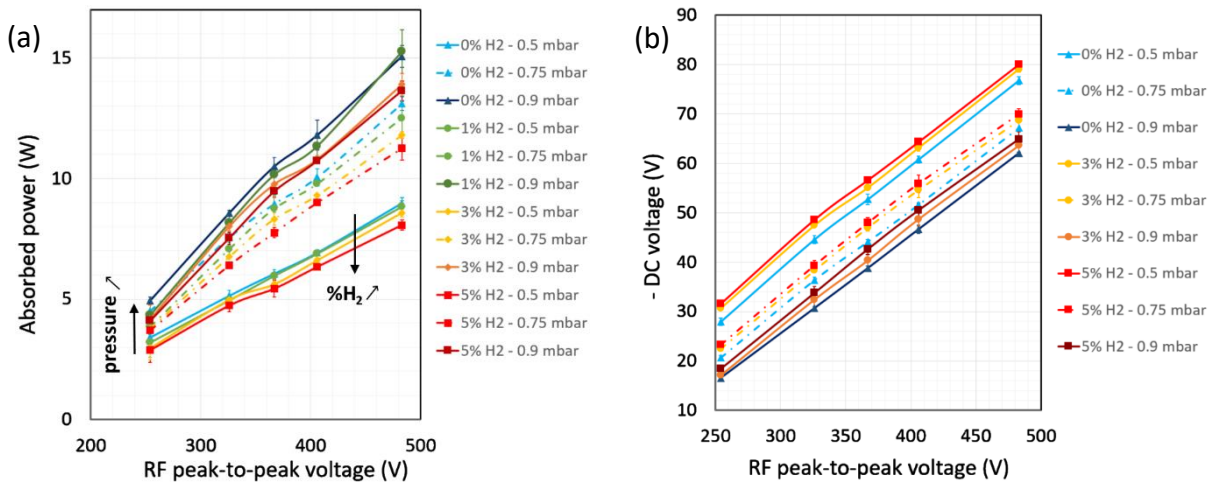 (a)
Absorbed power (W)
15
10
5
0
pressure ↗
%H₂ ↗
200 300 400 500
RF peak-to-peak voltage (V)
0% H2 - 0.5 mbar
0% H2 - 0.75 mbar
0% H2 - 0.9 mbar
1% H2 - 0.5 mbar
1% H2 - 0.75 mbar
1% H2 - 0.9 mbar
3% H2 - 0.5 mbar
3% H2 - 0.75 mbar
3% H2 - 0.9 mbar
5% H2 - 0.5 mbar
5% H2 - 0.75 mbar
5% H2 - 0.9 mbar
(b)
- DC voltage (V)
90
80
70
60
50
40
30
20
10
250 300 350 400 450 500
RF peak-to-peak voltage (V)
0% H2 - 0.5 mbar
0% H2 - 0.75 mbar
0% H2 - 0.9 mbar
3% H2 - 0.5 mbar
3% H2 - 0.75 mbar
3% H2 - 0.9 mbar
5% H2 - 0.5 mbar
5% H2 - 0.75 mbar
5% H2 - 0.9 mbar